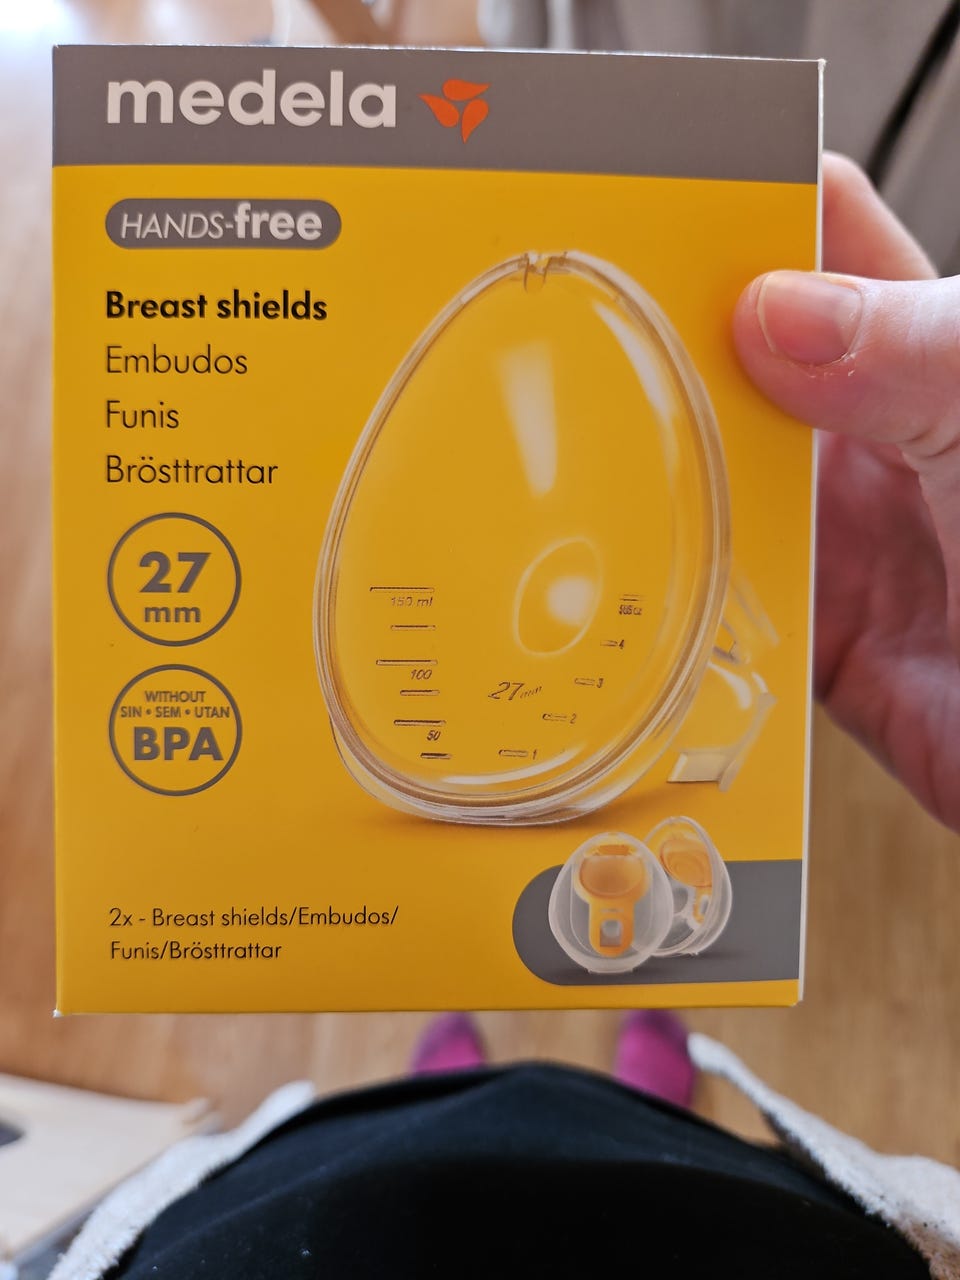 medela
HANDS-free
Breast shields
Embudos
Funis
Brösttrattar
27
mm
WITHOUT
SIN • SEM • UTAN
BPA
150 ml
100
50
27mm
4
3
2
1
2x - Breast shields/Embudos/
Funis/Brösttrattar